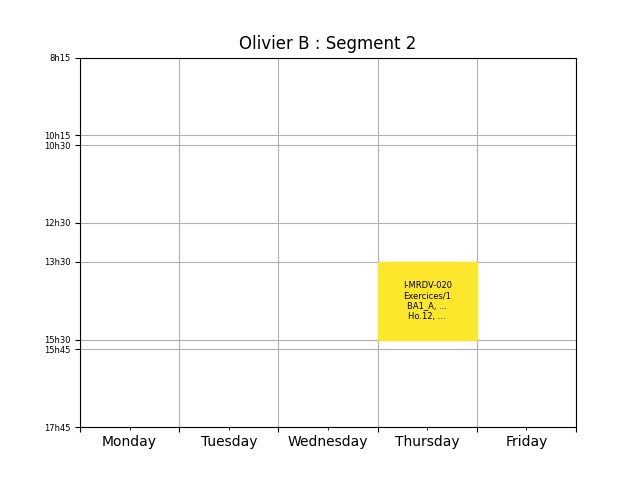 Olivier B : Segment 2
8h15
10h15
10h30
12h30
13h30
I-MRDV-020
Exercices/1
BA1_A, ...
Ho.12, ...
15h30
15h45
17h45
Monday Tuesday Wednesday Thursday Friday